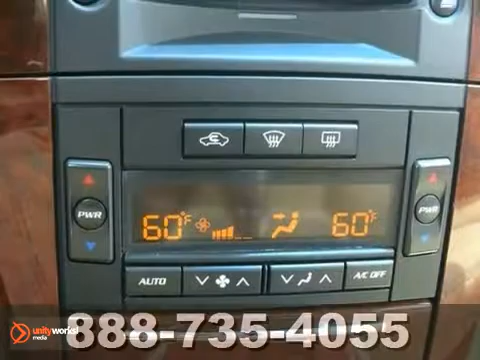 PWR
60°F
60°F
PWR
AUTO
A/C OFF
unityworks!
media
888-735-4055